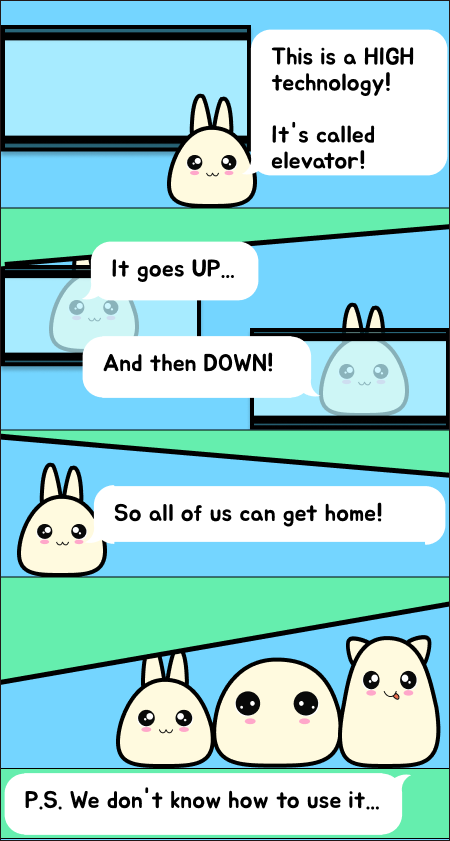 This is a HIGH
technology!
It's called
elevator!
It goes UP...
And then DOWN!
So all of us can get home!
P.S. We don't know how to use it...